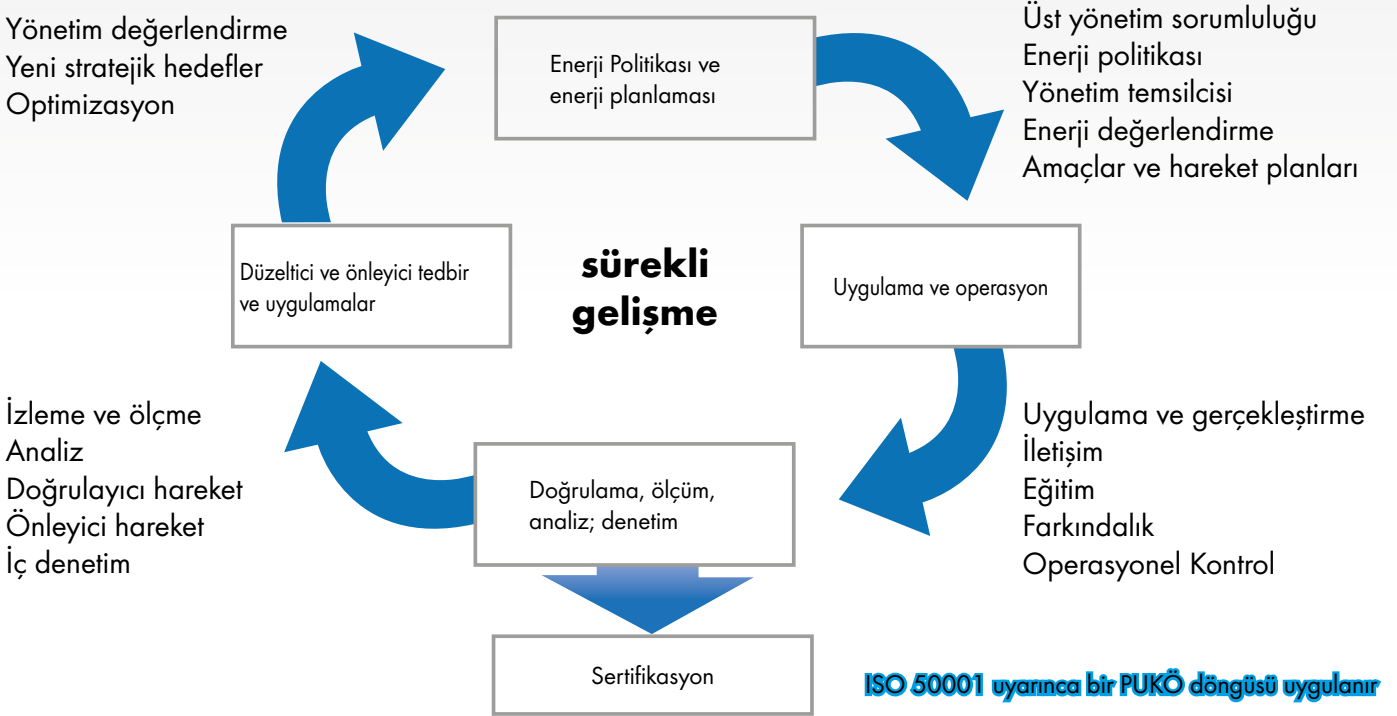 Yönetim değerlendirme
Yeni stratejik hedefler
Optimizasyon
Enerji Politikası ve
enerji planlaması
Üst yönetim sorumluluğu
Enerji politikası
Yönetim temsilcisi
Enerji değerlendirme
Amaçlar ve hareket planları
Düzeltici ve önleyici tedbir
ve uygulamalar
sürekli
gelişme
Uygulama ve operasyon
İzleme ve ölçme
Analiz
Doğrulayıcı hareket
Önleyici hareket
İç denetim
Doğrulama, ölçüm,
analiz; denetim
Uygulama ve gerçekleştirme
İletişim
Eğitim
Farkındalık
Operasyonel Kontrol
Sertifikasyon
ISO 50001 uyarınca bir PUKÖ döngüsü uygulanır